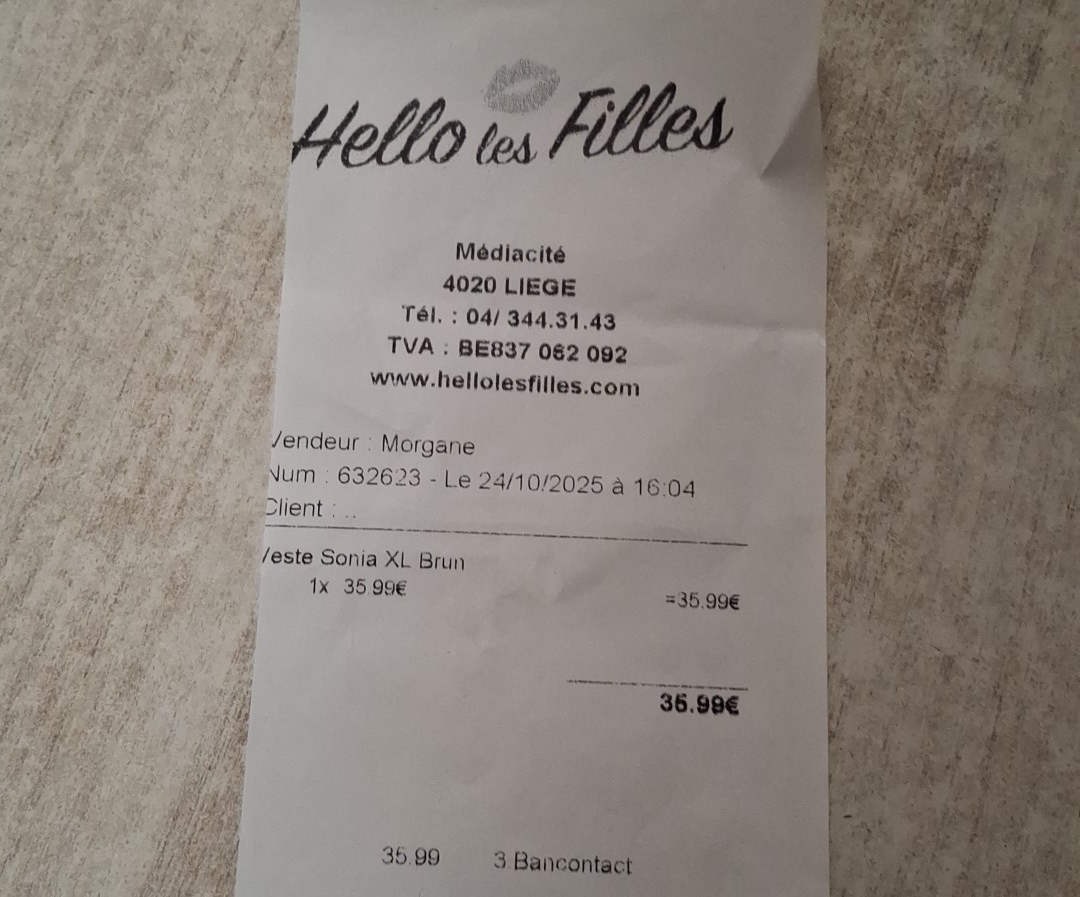 Hello les Filles
Médiacité
4020 LIEGE
Tél. : 04/ 344.31.43
TVA : BE837 062 092
www.hellolesfilles.com
Vendeur : Morgane
Num : 632623 - Le 24/10/2025 à 16:04
Client : ..
Veste Sonia XL Brun
1x 35.99€ =35.99€
35.99€
35.99 3.Bancontact